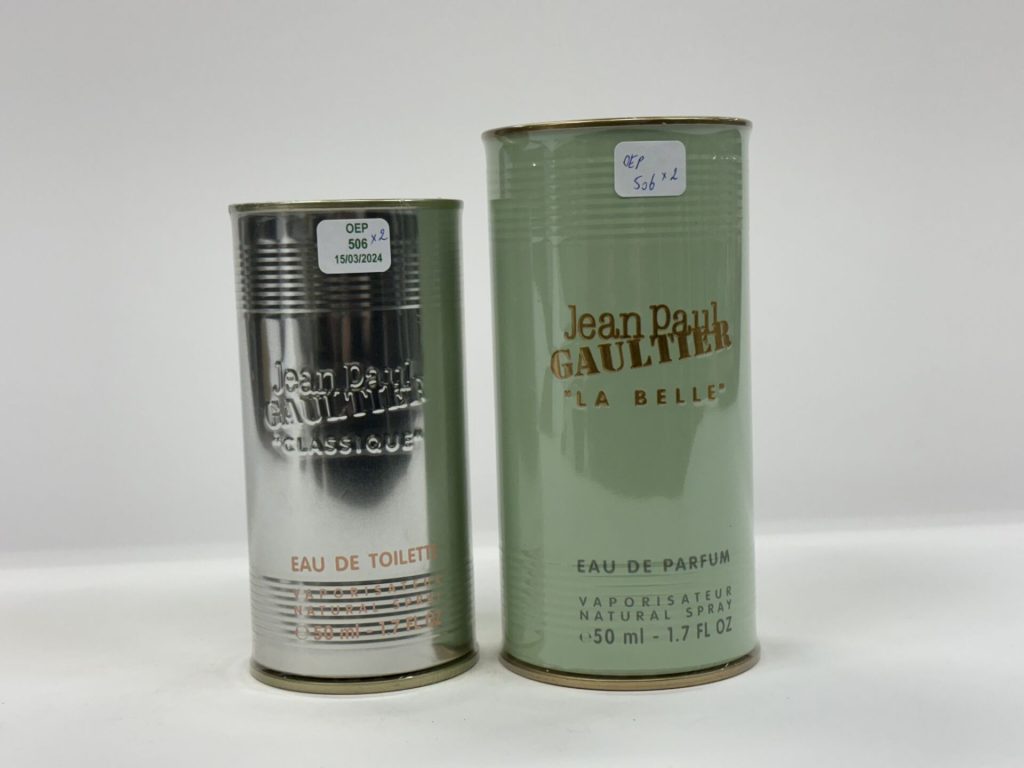 OEP
506 x2
15/03/2024
Jean Paul
GAULTIER
"CLASSIQUE"
EAU DE TOILETTE
VAPORISATEUR
NATURAL SPRAY
℮50 ml - 1.7 FL OZ
OEP
506 x2
Jean Paul
GAULTIER
"LA BELLE"
EAU DE PARFUM
VAPORISATEUR
NATURAL SPRAY
℮50 ml - 1.7 FL OZ